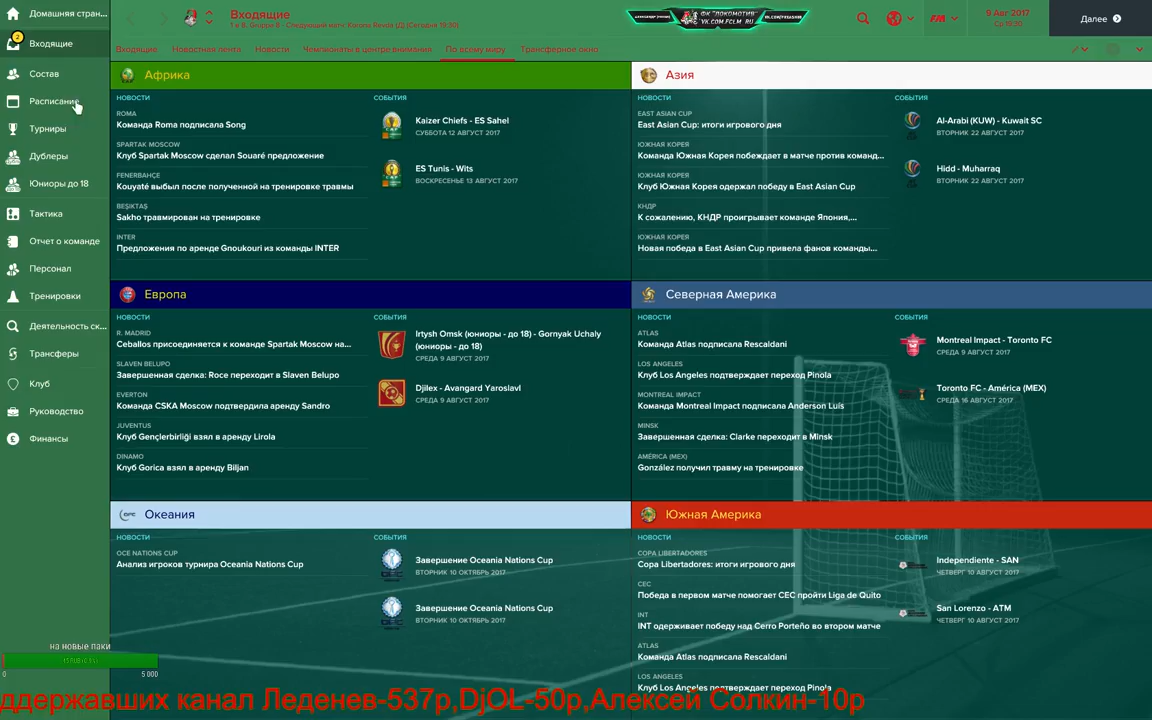 Домашняя стран...
2
Входящие
Состав
Расписание
Турниры
Дублеры
Юниоры до 18
Тактика
Отчет о команде
Персонал
Тренировки
Деятельность ск...
Трансферы
Клуб
Руководство
Финансы
Входящие
ФК "ЛОКОМОТИВ"
VK.COM/FCLM_RU
FM
9 Авг 2017
Далее
Входящие
Новостная лента
Новости
Чемпионаты в центре внимания
По всему миру
Трансферное окно
Африка
НОВОСТИ
ROMA
Команда Roma подписала Song
SPARTAK MOSCOW
Клуб Spartak Moscow сделал Souaré предложение
FENERBAHÇE
Kouyaté выбыл после полученной на тренировке травмы
BEŞIKTAŞ
Sakho травмирован на тренировке
INTER
Предложения по аренде Gnoukouri из команды INTER
СОБЫТИЯ
Kaizer Chiefs - ES Sahel
СУББОТА 12 АВГУСТ 2017
ES Tunis - Wits
ВОСКРЕСЕНЬЕ 13 АВГУСТ 2017
Азия
НОВОСТИ
EAST ASIAN CUP
East Asian Cup: итоги игрового дня
ЮЖНАЯ КОРЕЯ
Команда Южная Корея побеждает в матче против команд...
ЮЖНАЯ КОРЕЯ
Клуб Южная Корея одержал победу в East Asian Cup
КНДР
К сожалению, КНДР проигрывает команде Япония,...
ЮЖНАЯ КОРЕЯ
Новая победа в East Asian Cup привела фанов команды...
СОБЫТИЯ
Al-Arabi (KUW) - Kuwait SC
ВТОРНИК 22 АВГУСТ 2017
Hidd - Muharraq
ВТОРНИК 22 АВГУСТ 2017
Европа
НОВОСТИ
R. MADRID
Ceballos присоединяется к команде Spartak Moscow на...
SLAVEN BELUPO
Завершенная сделка: Roce переходит в Slaven Belupo
EVERTON
Команда CSKA Moscow подтвердила аренду Sandro
JUVENTUS
Клуб Gençlerbirliği взял в аренду Lirola
DINAMO
Клуб Gorica взял в аренду Biljan
СОБЫТИЯ
Irtysh Omsk (юниоры - до 18) - Gornyak Uchaly
(юниоры - до 18)
СРЕДА 9 АВГУСТ 2017
Djilex - Avangard Yaroslavl
СРЕДА 9 АВГУСТ 2017
Северная Америка
НОВОСТИ
ATLAS
Команда Atlas подписала Rescaldani
LOS ANGELES
Клуб Los Angeles подтверждает переход Pinola
MONTREAL IMPACT
Команда Montreal Impact подписала Anderson Luís
MINSK
Завершенная сделка: Clarke переходит в Minsk
AMÉRICA (MEX)
González получил травму на тренировке
СОБЫТИЯ
Montreal Impact - Toronto FC
СРЕДА 9 АВГУСТ 2017
Toronto FC - América (MEX)
СРЕДА 16 АВГУСТ 2017
Океания
НОВОСТИ
OCE NATIONS CUP
Анализ игроков турнира Oceania Nations Cup
СОБЫТИЯ
Завершение Oceania Nations Cup
ВТОРНИК 10 ОКТЯБРЬ 2017
Завершение Oceania Nations Cup
ВТОРНИК 10 ОКТЯБРЬ 2017
Южная Америка
НОВОСТИ
COPA LIBERTADORES
Copa Libertadores: итоги игрового дня
CEC
Победа в первом матче помогает CEC пройти Liga de Quito
INT
INT одерживает победу над Cerro Porteño во втором матче
ATLAS
Команда Atlas подписала Rescaldani
LOS ANGELES
Клуб Los Angeles подтверждает переход Pinola
СОБЫТИЯ
Independiente - SAN
ЧЕТВЕРГ 10 АВГУСТ 2017
San Lorenzo - ATM
ЧЕТВЕРГ 10 АВГУСТ 2017
на новые паки
0
5 000
ддержавших канал Леденев-537р,DjOL-50р,Алексей Солкин-10р